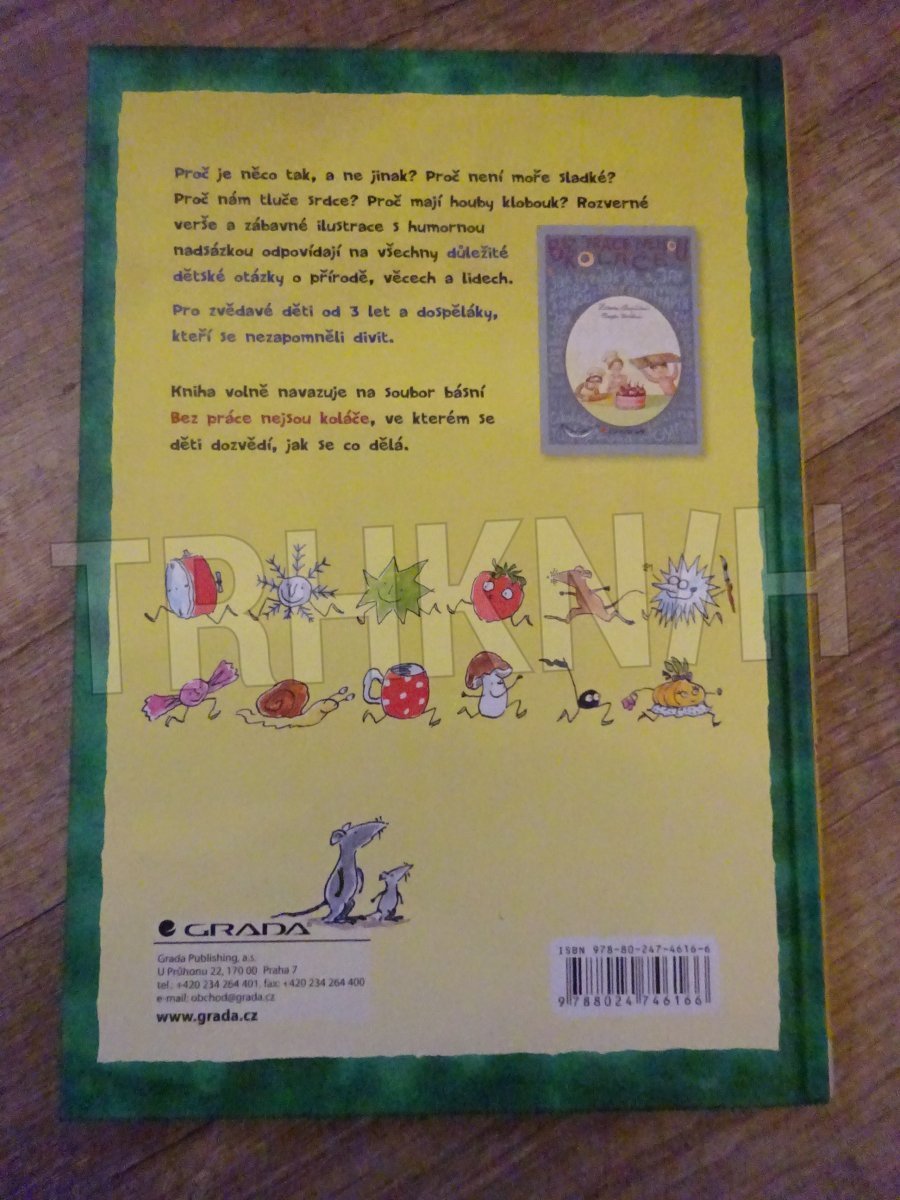 Proč je něco tak, a ne jinak? Proč není moře sladké?
Proč nám tluče srdce? Proč mají houby klobouk? Rozverné
verše a zábavné ilustrace s humornou
nadsázkou odpovídají na všechny důležité
dětské otázky o přírodě, věcech a lidech.
Pro zvědavé děti od 3 let a dospěláky,
kteří se nezapomněli divit.
BEZ PRÁCE NEJSOU
KOLÁČE
Kniha volně navazuje na soubor básní
Bez práce nejsou koláče, ve kterém se
děti dozvědí, jak se co dělá.
TRHKN/H
GRADA
Grada Publishing, a.s.
U Průhonu 22, 170 00 Praha 7
tel.: +420 234 264 401, fax: +420 234 264 400
e-mail: obchod@grada.cz
www.grada.cz
ISBN 978-80-247-4616-6
9 788024 746166